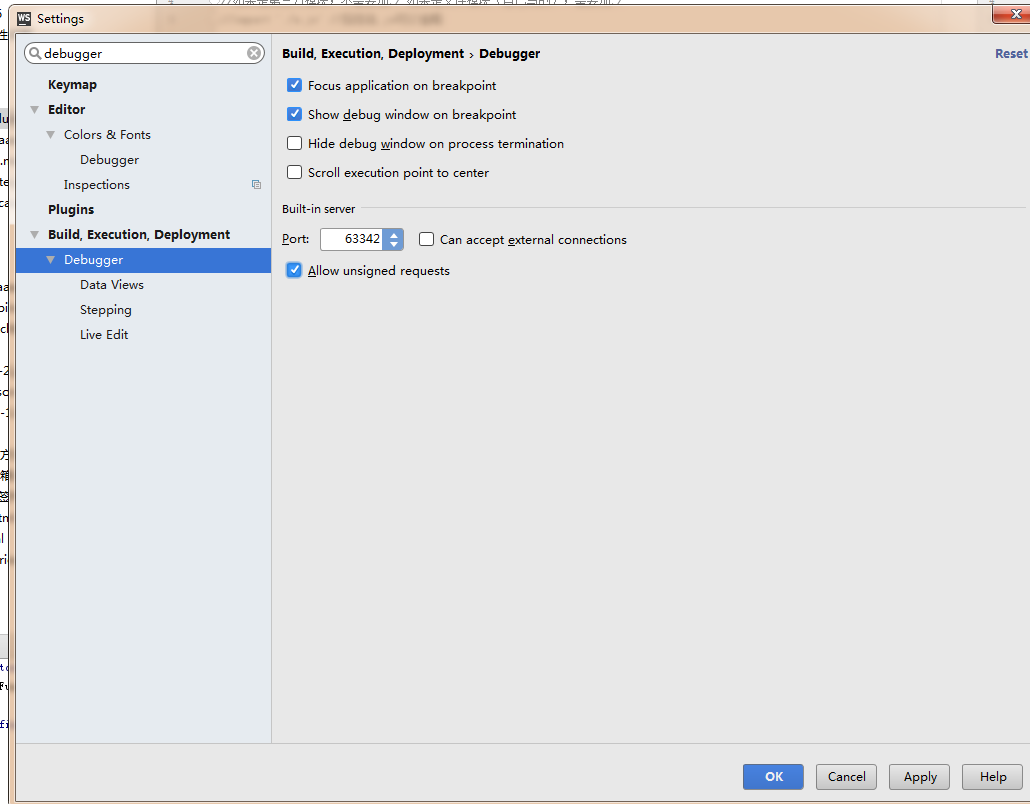 WS Settings
debugger
Build, Execution, Deployment › Debugger
Reset
Keymap
Editor
Colors & Fonts
Debugger
Inspections
Plugins
Build, Execution, Deployment
Debugger
Data Views
Stepping
Live Edit
Focus application on breakpoint
Show debug window on breakpoint
Hide debug window on process termination
Scroll execution point to center
Built-in server
Port: 63342 Can accept external connections
Allow unsigned requests
OK Cancel Apply Help